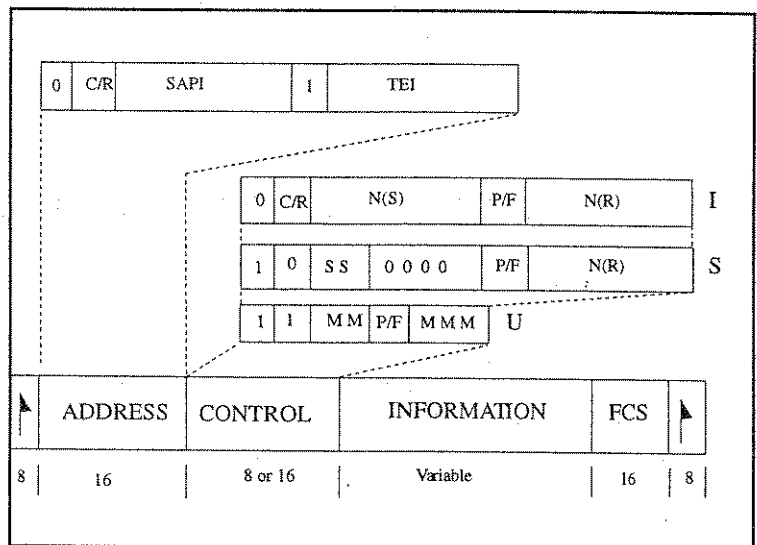 0 C/R SAPI 1 TEI
0 C/R N(S) P/F N(R) I
1 0 S S 0 0 0 0 P/F N(R) S
1 1 M M P/F M M M U
ADDRESS CONTROL INFORMATION FCS
8 16 8 or 16 Variable 16 8